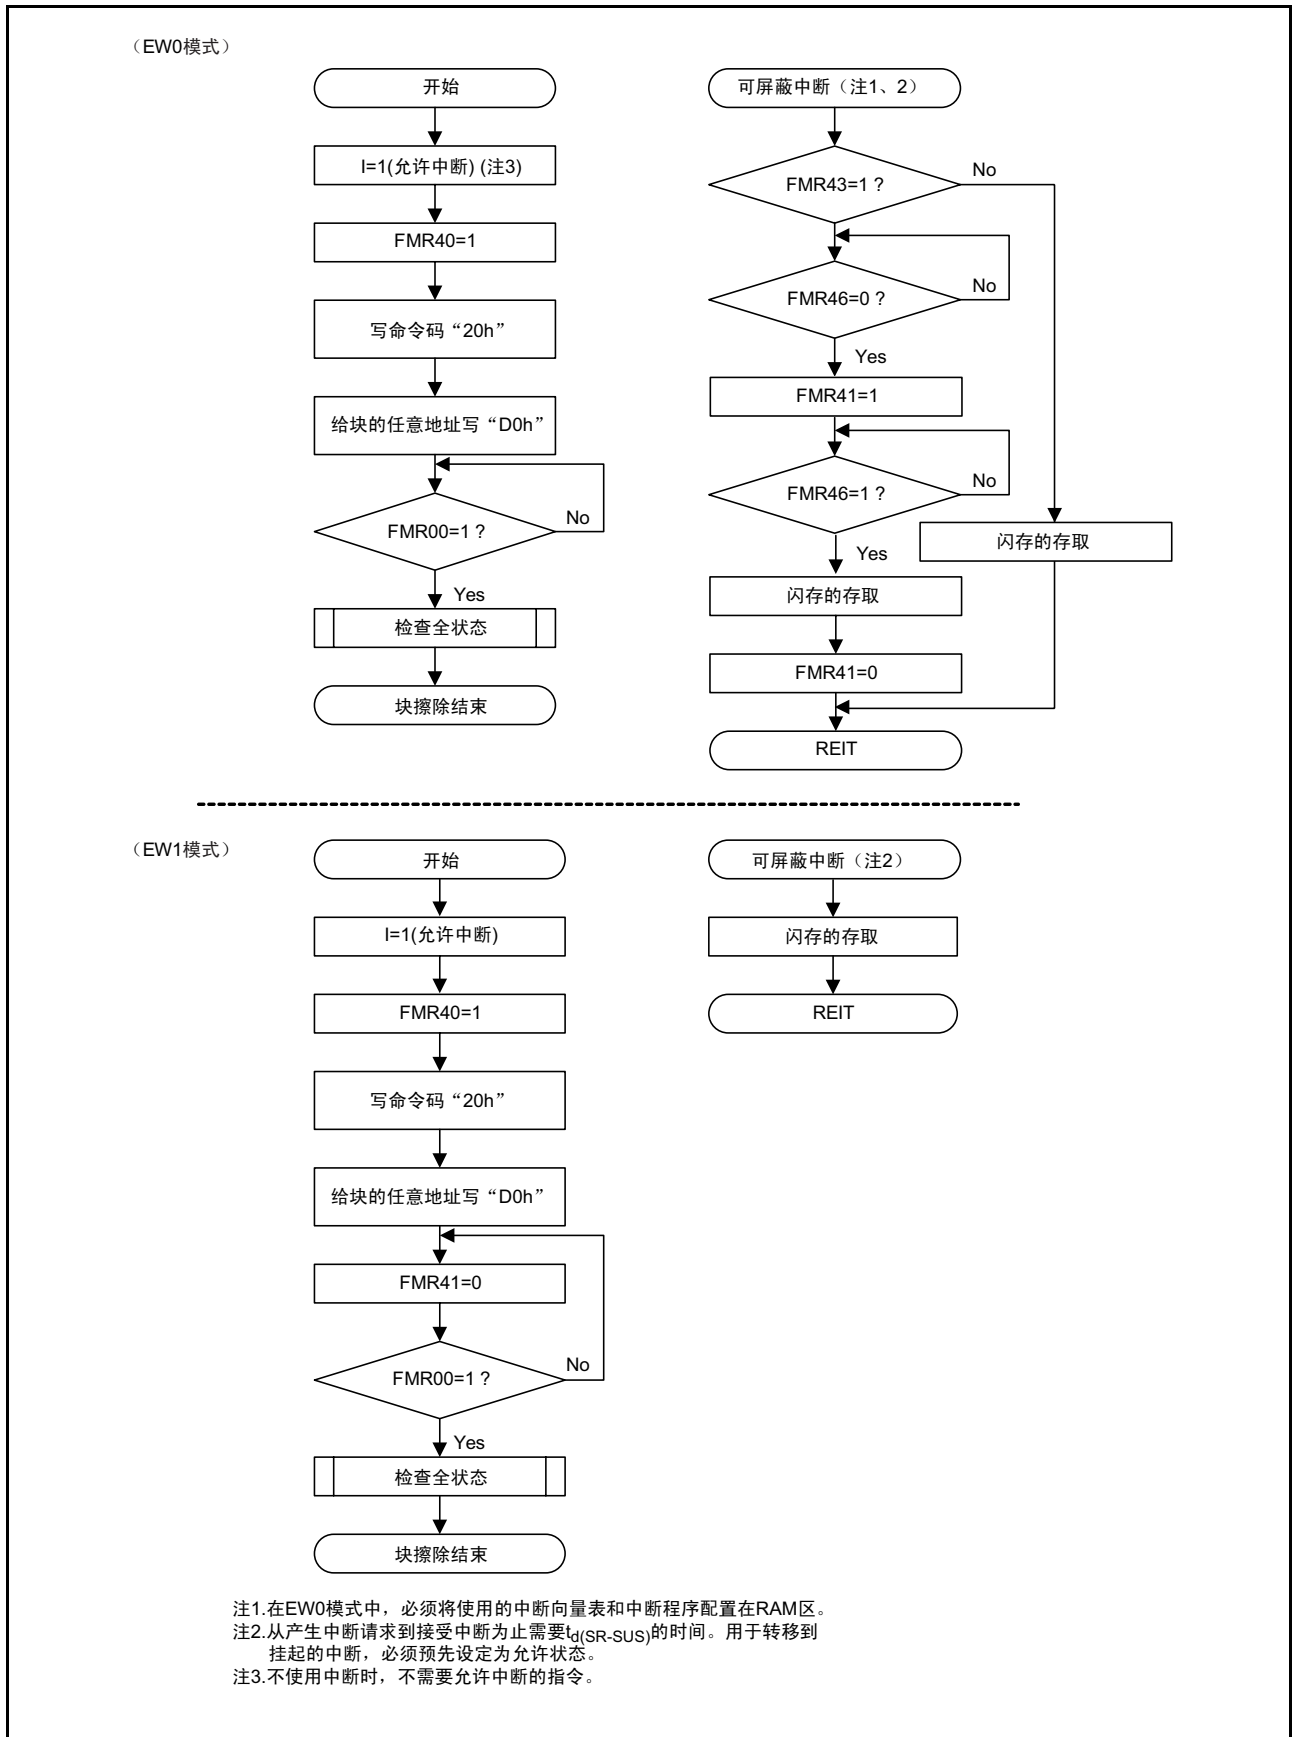 （EW0模式）
开始
I=1(允许中断) (注3)
FMR40=1
写命令码“20h”
给块的任意地址写“D0h”
FMR00=1 ?
No
Yes
检查全状态
块擦除结束
可屏蔽中断（注1、2）
FMR43=1 ?
No
FMR46=0 ?
No
Yes
FMR41=1
FMR46=1 ?
No
Yes
闪存的存取
闪存的存取
FMR41=0
REIT
（EW1模式）
开始
I=1(允许中断)
FMR40=1
写命令码“20h”
给块的任意地址写“D0h”
FMR41=0
FMR00=1 ?
No
Yes
检查全状态
块擦除结束
可屏蔽中断（注2）
闪存的存取
REIT
注1.在EW0模式中，必须将使用的中断向量表和中断程序配置在RAM区。
注2.从产生中断请求到接受中断为止需要td(SR-SUS)的时间。用于转移到
挂起的中断，必须预先设定为允许状态。
注3.不使用中断时，不需要允许中断的指令。